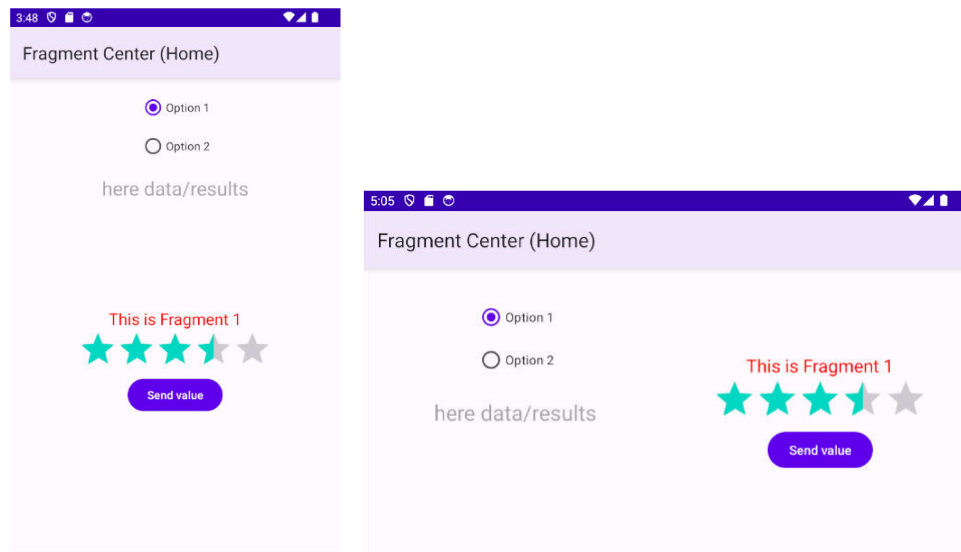 3:48
Fragment Center (Home)
Option 1
Option 2
here data/results
This is Fragment 1
Send value
5:05
Fragment Center (Home)
Option 1
Option 2
here data/results
This is Fragment 1
Send value